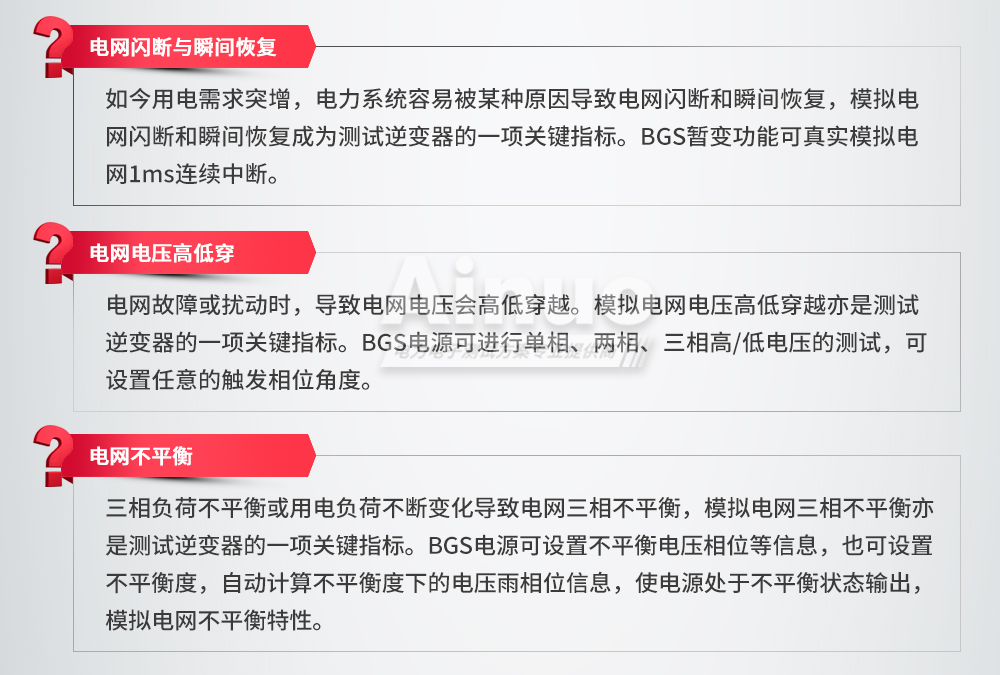 电网闪断与瞬间恢复
如今用电需求突增，电力系统容易被某种原因导致电网闪断和瞬间恢复，模拟电
网闪断和瞬间恢复成为测试逆变器的一项关键指标。BGS暂变功能可真实模拟电
网1ms连续中断。
电网电压高低穿
Ainuo
电网故障或扰动时，导致电网电压会高低穿越。模拟电网电压高低穿越亦是测试
逆变器的一项关键指标。BGS电源可进行单相、两相、三相高/低电压的测试，可
电力电子测试方案专业提供商
设置任意的触发相位角度。
电网不平衡
三相负荷不平衡或用电负荷不断变化导致电网三相不平衡，模拟电网三相不平衡亦
是测试逆变器的一项关键指标。BGS电源可设置不平衡电压相位等信息，也可设置
不平衡度，自动计算不平衡度下的电压雨相位信息，使电源处于不平衡状态输出，
模拟电网不平衡特性。